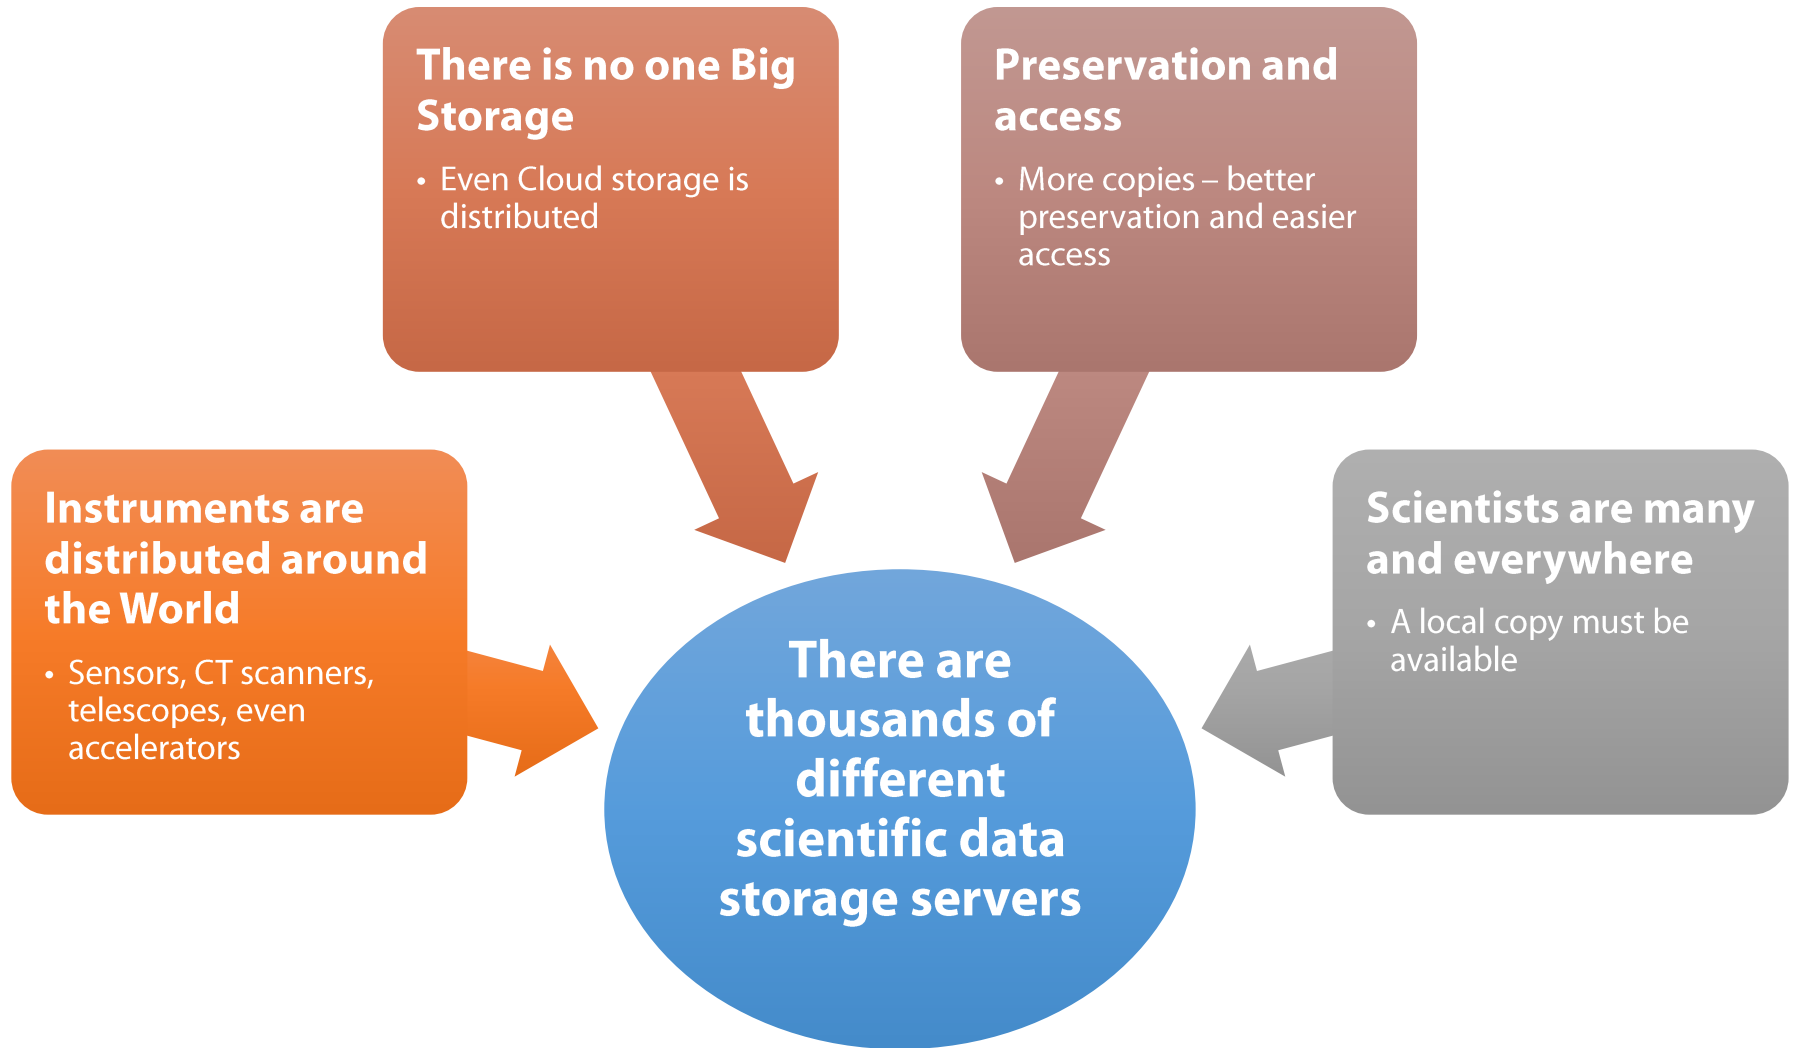 There is no one Big
Storage
• Even Cloud storage is
distributed
Preservation and
access
• More copies – better
preservation and easier
access
Instruments are
distributed around
the World
• Sensors, CT scanners,
telescopes, even
accelerators
Scientists are many
and everywhere
• A local copy must be
available
There are
thousands of
different
scientific data
storage servers